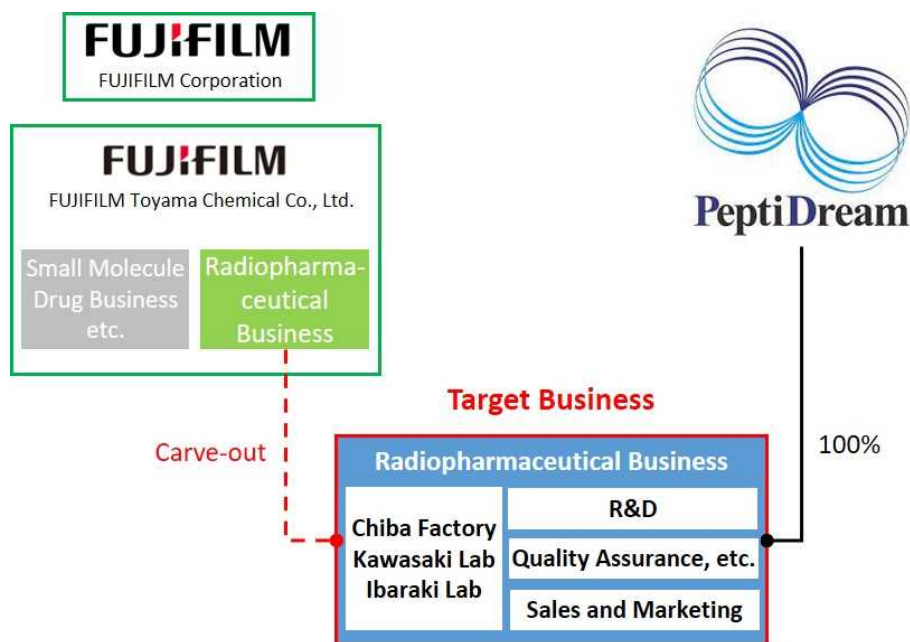 FUJIFILM
FUJIFILM Corporation
FUJIFILM
FUJIFILM Toyama Chemical Co., Ltd.
Small Molecule
Drug Business
etc.
Radiopharma-
ceutical
Business
PeptiDream
Target Business
Carve-out
100%
Radiopharmaceutical Business
Chiba Factory
Kawasaki Lab
Ibaraki Lab
R&D
Quality Assurance, etc.
Sales and Marketing